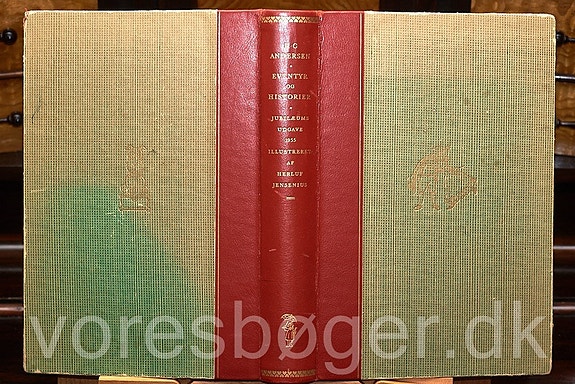 H C
ANDERSEN
EVENTYR
OG
HISTORIER
JUBILÆUMS
UDGAVE
1955
ILLUSTRERET
AF
HERLUF
JENSENIUS
voresbøger.dk